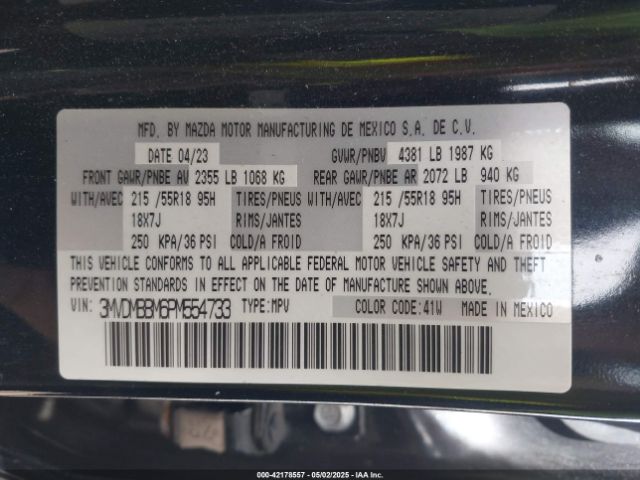 MFD. BY MAZDA MOTOR MANUFACTURING DE MEXICO S.A. DE C.V.
DATE 04/23 GVWR/PNBV 4381 LB 1987 KG
FRONT GAWR/PNBE AV 2355 LB 1068 KG REAR GAWR/PNBE AR 2072 LB 940 KG
WITH/AVEC 215 /55R18 95H TIRES/PNEUS WITH/AVEC 215 /55R18 95H TIRES/PNEUS
18X7J RIMS/JANTES 18X7J RIMS/JANTES
250 KPA/36 PSI COLD/A FROID 250 KPA/36 PSI COLD/A FROID
THIS VEHICLE CONFORMS TO ALL APPLICABLE FEDERAL MOTOR VEHICLE SAFETY AND THEFT
PREVENTION STANDARDS IN EFFECT ON THE DATE OF MANUFACTURE SHOWN ABOVE.
VIN: 3MVDMBBM6PM554733 TYPE:MPV COLOR CODE:41W MADE IN MEXICO
000-42178557 - 05/02/2025 - IAA Inc.